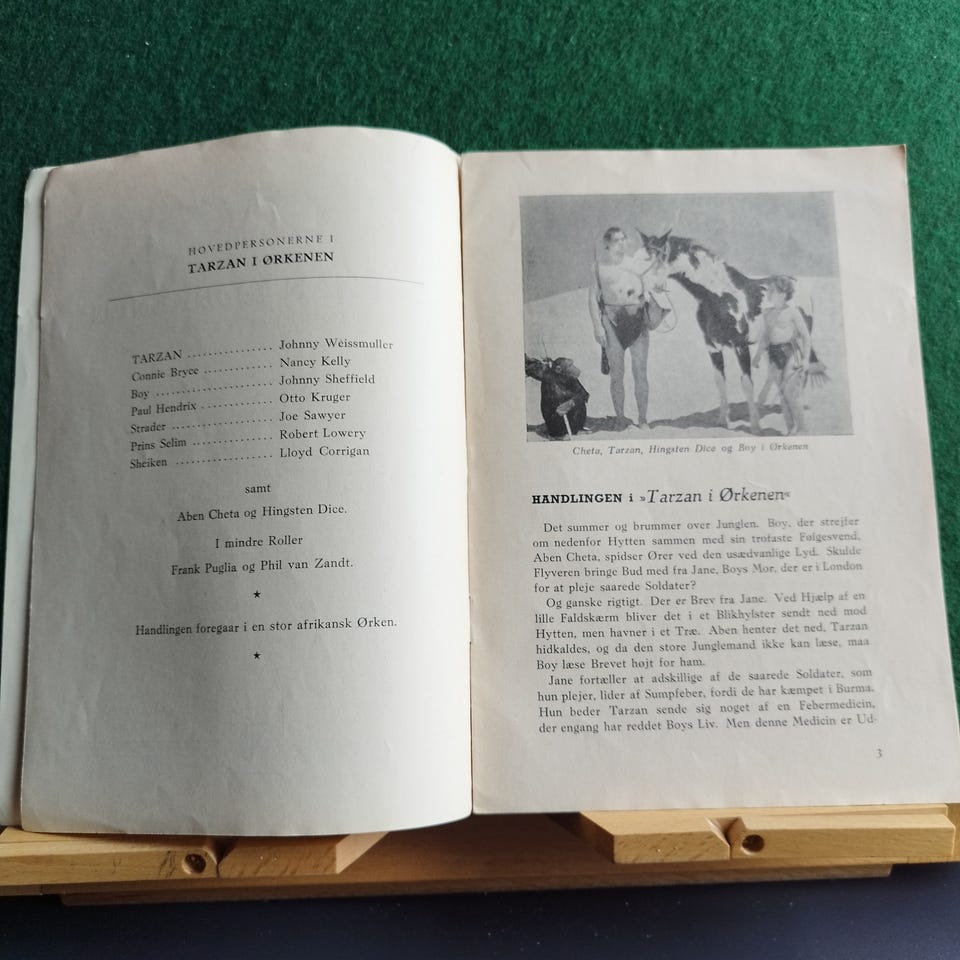 HOVEDPERSONERNE I
TARZAN I ØRKENEN
TARZAN ............... Johnny Weissmuller
Connie Bryce ............ Nancy Kelly
Boy ..................... Johnny Sheffield
Paul Hendrix ............ Otto Kruger
Strader ................. Joe Sawyer
Prins Selim ............. Robert Lowery
Sheiken ................. Lloyd Corrigan
samt
Aben Cheta og Hingsten Dice.
I mindre Roller
Frank Puglia og Phil van Zandt.
★
Handlingen foregaar i en stor afrikansk Ørken.
★
Cheta, Tarzan, Hingsten Dice og Boy i Ørkenen
HANDLINGEN i »Tarzan i Ørkenen«
Det summer og brummer over Junglen. Boy, der strejfer
om nedenfor Hytten sammen med sin trofaste Følgesvend,
Aben Cheta, spidser Ører ved den usædvanlige Lyd. Skulde
Flyveren bringe Bud med fra Jane, Boys Mor, der er i London
for at pleje saarede Soldater?
Og ganske rigtigt. Der er Brev fra Jane. Ved Hjælp af en
lille Faldskærm bliver det i et Blikhylster sendt ned mod
Hytten, men havner i et Træ. Aben henter det ned, Tarzan
hidkaldes, og da den store Junglemand ikke kan læse, maa
Boy læse Brevet højt for ham.
Jane fortæller at adskillige af de saarede Soldater, som
hun plejer, lider af Sumpfeber, fordi de har kæmpet i Burma.
Hun beder Tarzan sende sig noget af en Febermedicin,
der engang har reddet Boys Liv. Men denne Medicin er Ud-
3